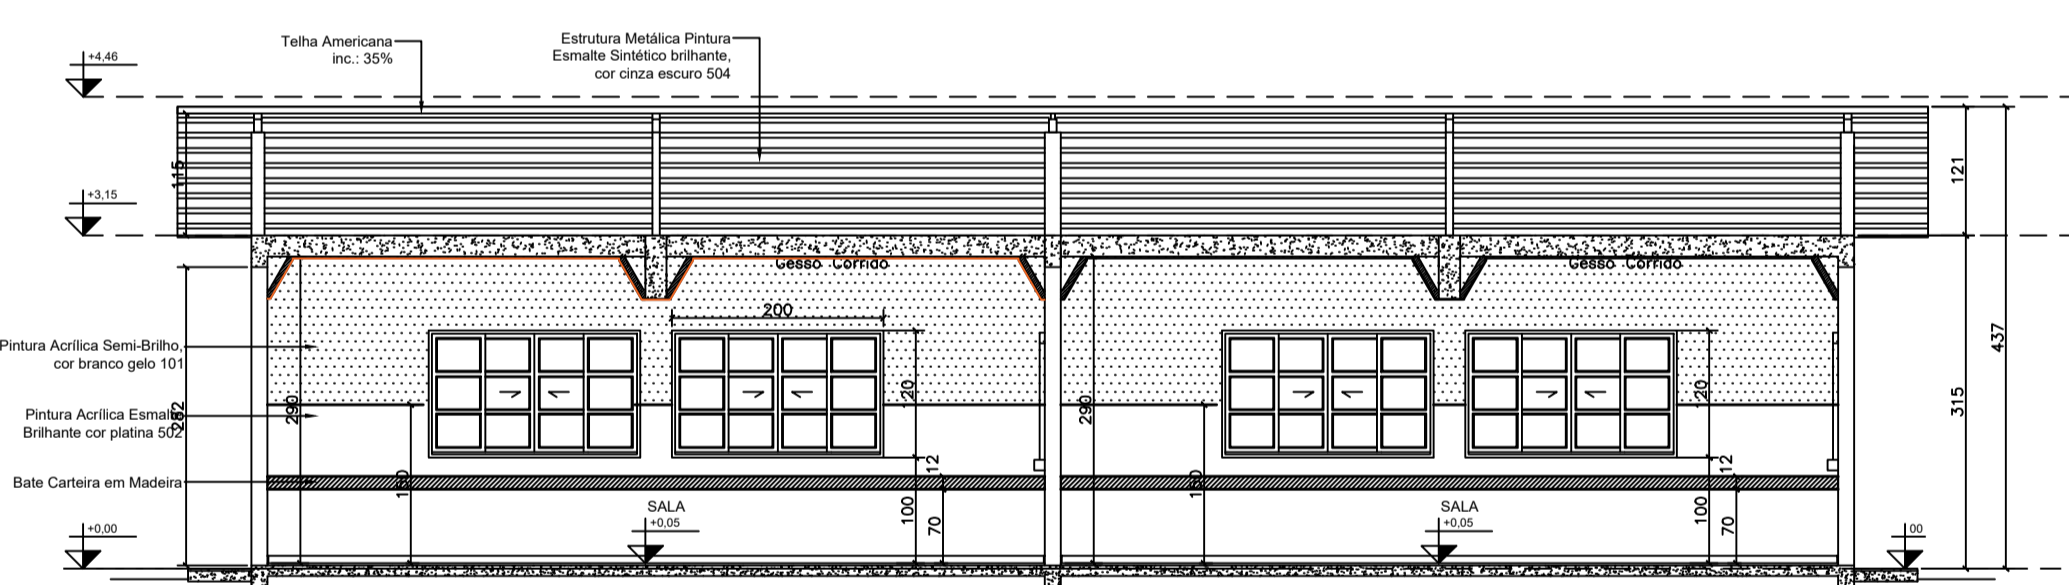 Telha Americana
inc.: 35%
Estrutura Metálica Pintura
Esmalte Sintético brilhante,
cor cinza escuro 504
+4,46
115
121
+3,15
Gesso Corrido
Gesso Corrido
200
437
Pintura Acrílica Semi-Brilho,
cor branco gelo 101
290
120
290
120
315
Pintura Acrílica Esmalte
Brilhante cor platina 502
12
12
Bate Carteira em Madeira
150
150
SALA
+0,05
100
70
SALA
+0,05
100
70
+0,00
00